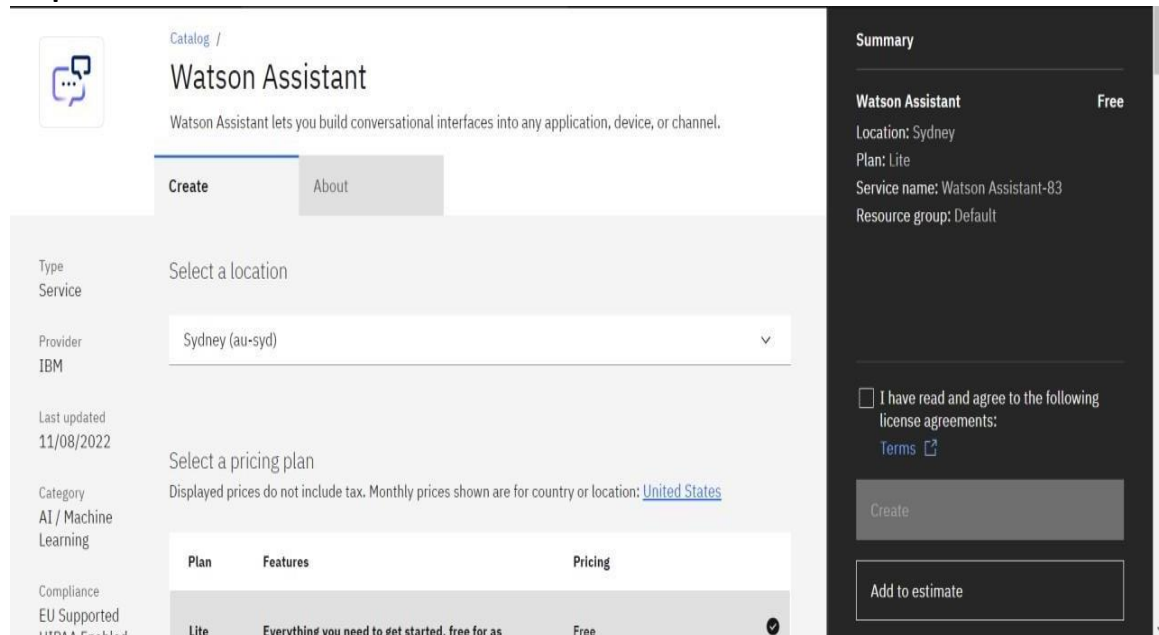 Catalog /
Watson Assistant
Watson Assistant lets you build conversational interfaces into any application, device, or channel.
Create
About
Type
Service
Provider
IBM
Last updated
11/08/2022
Category
AI / Machine
Learning
Compliance
EU Supported
HIPAA Enabled
Select a location
Sydney (au-syd)
Select a pricing plan
Displayed prices do not include tax. Monthly prices shown are for country or location: United States
Plan Features Pricing
Lite Everything you need to get started, free for as Free
Summary
Watson Assistant Free
Location: Sydney
Plan: Lite
Service name: Watson Assistant-83
Resource group: Default
I have read and agree to the following
license agreements:
Terms
Create
Add to estimate